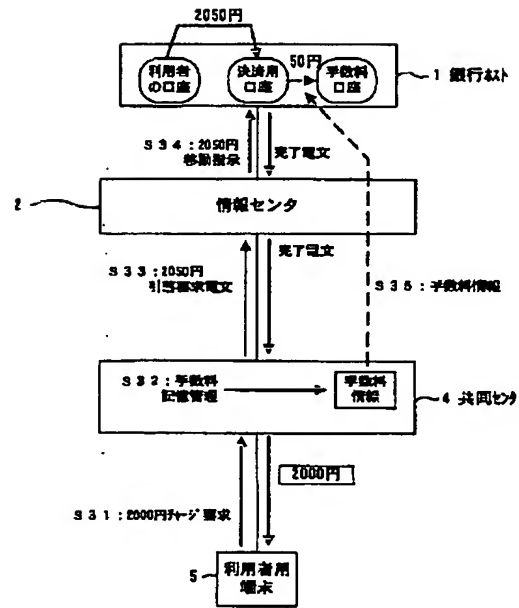 2050円
利用者
の口座
決済用
口座
50円
手数料
口座
1 銀行ホスト
S34：2050円
移動指示
完了電文
2
情報センタ
S33：2050円
引落要求電文
完了電文
S35：手数料情報
S32：手数料
記憶管理
手数料
情報
4 共同センタ
2000円
S31：2000円チャージ要求
5
利用者用
端末